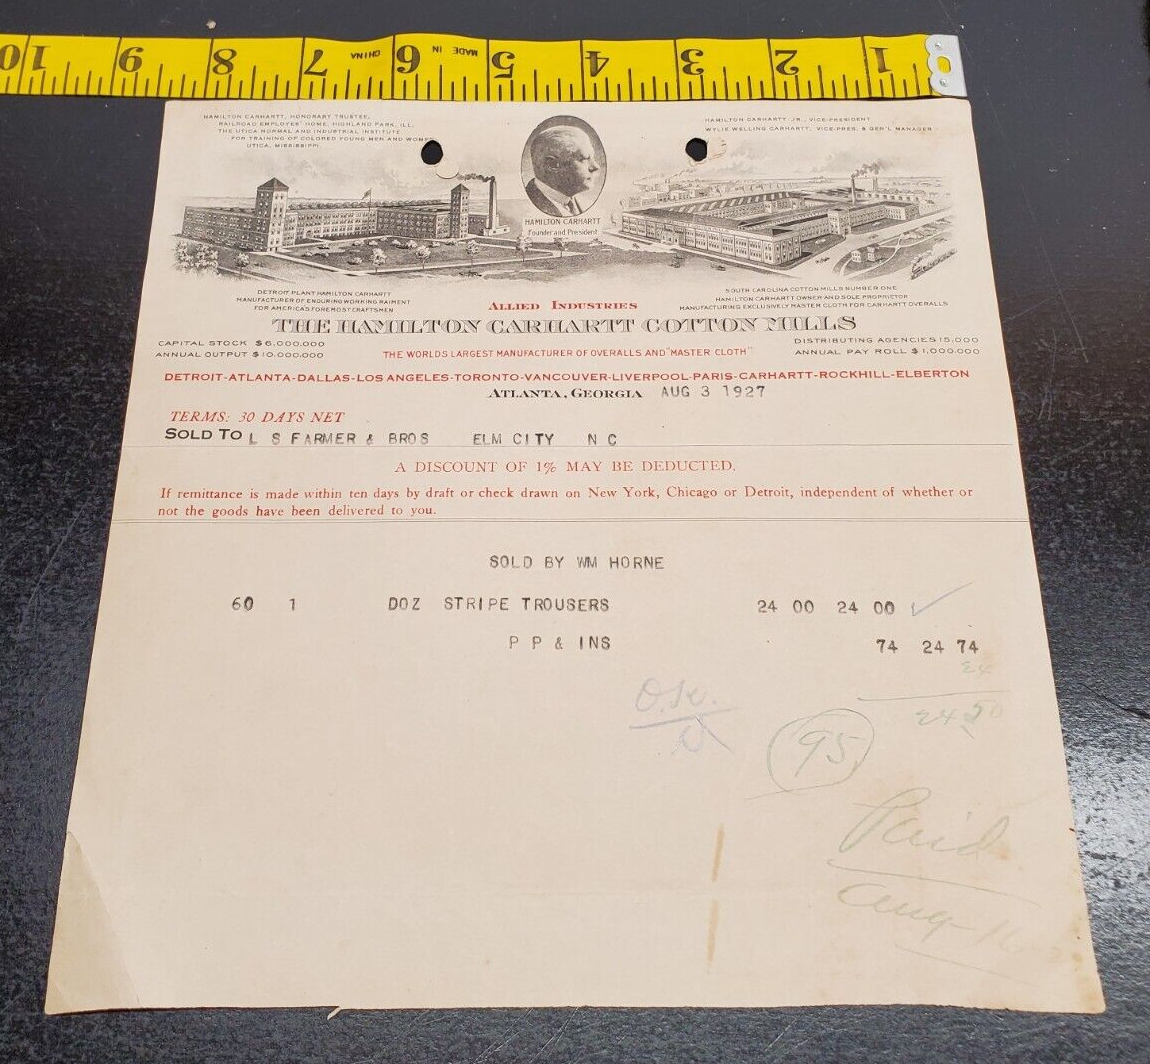 1 2 3 4 5 6 7 8 9 10
MADE IN CHINA
HAMILTON CARHARTT, HONORARY TRUSTEE,
RAILROAD EMPLOYES' HOME, HIGHLAND PARK, ILL.
THE UTICA NORMAL AND INDUSTRIAL INSTITUTE
FOR TRAINING OF COLORED YOUNG MEN AND WOMEN
UTICA, MISSISSIPPI.
HAMILTON CARHARTT, JR., VICE-PRESIDENT
WYLIE WELLING CARHARTT, VICE-PRES. & GEN'L MANAGER
HAMILTON CARHARTT
Founder and President
DETROIT PLANT HAMILTON CARHARTT
MANUFACTURER OF ENDURING WORKING RAIMENT
FOR AMERICA'S FOREMOST CRAFTSMEN
SOUTH CAROLINA COTTON MILLS NUMBER ONE
HAMILTON CARHARTT OWNER AND SOLE PROPRIETOR
MANUFACTURING EXCLUSIVELY MASTER CLOTH FOR CARHARTT OVERALLS
ALLIED INDUSTRIES
THE HAMILTON CARHARTT COTTON MILLS
CAPITAL STOCK $6,000,000
ANNUAL OUTPUT $10,000,000
THE WORLDS LARGEST MANUFACTURER OF OVERALLS AND "MASTER CLOTH"
DISTRIBUTING AGENCIES 15,000
ANNUAL PAY ROLL $1,000,000
DETROIT-ATLANTA-DALLAS-LOS ANGELES-TORONTO-VANCOUVER-LIVERPOOL-PARIS-CARHARTT-ROCKHILL-ELBERTON
ATLANTA, GEORGIA AUG 3 1927
TERMS: 30 DAYS NET
SOLD TO L S FARMER & BROS ELM CITY N C
A DISCOUNT OF 1% MAY BE DEDUCTED.
If remittance is made within ten days by draft or check drawn on New York, Chicago or Detroit, independent of whether or
not the goods have been delivered to you.
SOLD BY WM HORNE
60 1 DOZ STRIPE TROUSERS 24 00 24 00
P P & INS 74 24 74
24
24 50
O.K.
95
Paid
Aug 16